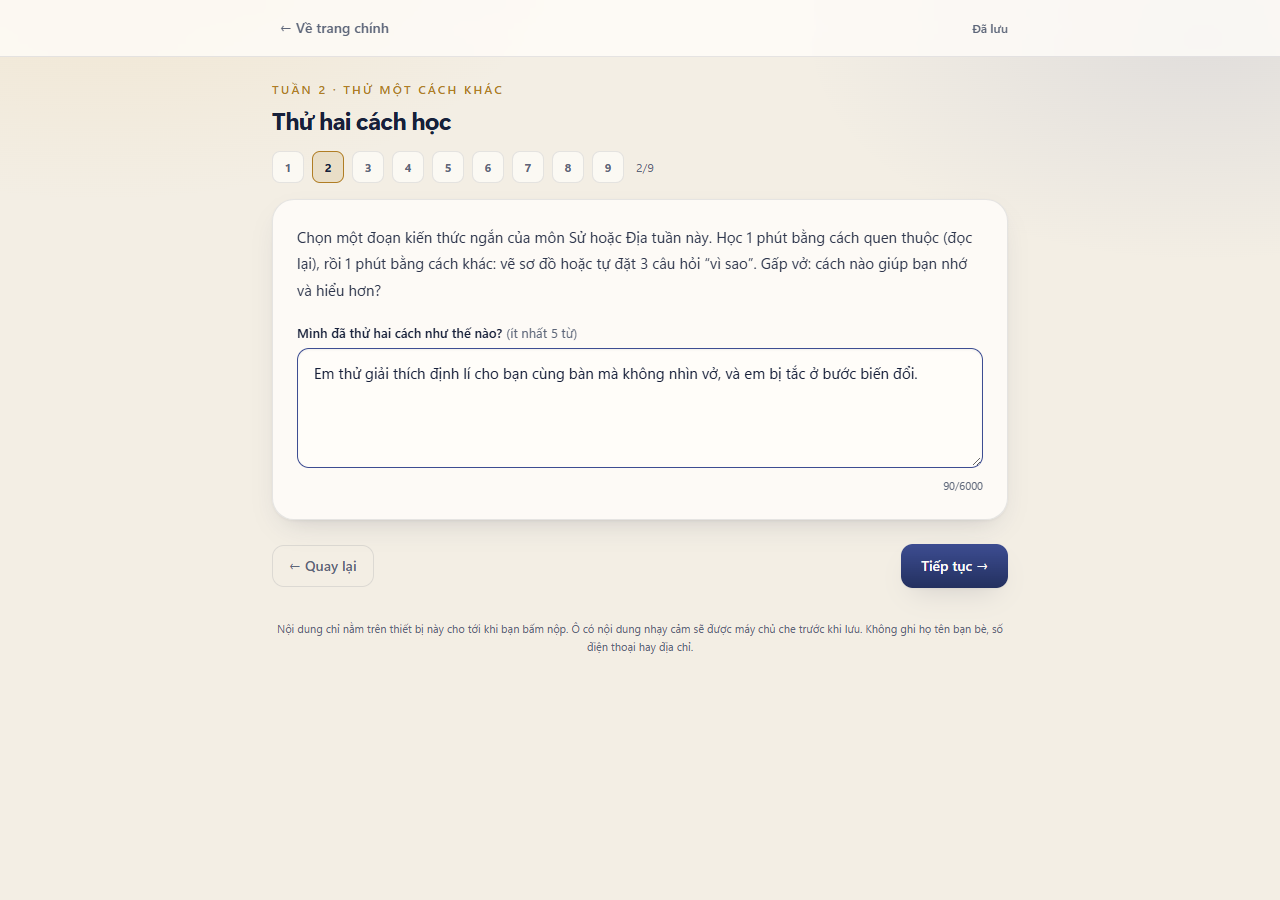 ← Về trang chính
Đã lưu
TUẦN 2 · THỬ MỘT CÁCH KHÁC
Thử hai cách học
1 2 3 4 5 6 7 8 9 2/9
Chọn một đoạn kiến thức ngắn của môn Sử hoặc Địa tuần này. Học 1 phút bằng cách quen thuộc (đọc
lại), rồi 1 phút bằng cách khác: vẽ sơ đồ hoặc tự đặt 3 câu hỏi “vì sao”. Gấp vở: cách nào giúp bạn nhớ
và hiểu hơn?
Mình đã thử hai cách như thế nào? (ít nhất 5 từ)
Em thử giải thích định lí cho bạn cùng bàn mà không nhìn vở, và em bị tắc ở bước biến đổi.
90/6000
← Quay lại
Tiếp tục →
Nội dung chỉ nằm trên thiết bị này cho tới khi bạn bấm nộp. Ô có nội dung nhạy cảm sẽ được máy chủ che trước khi lưu. Không ghi họ tên bạn bè, số
điện thoại hay địa chỉ.